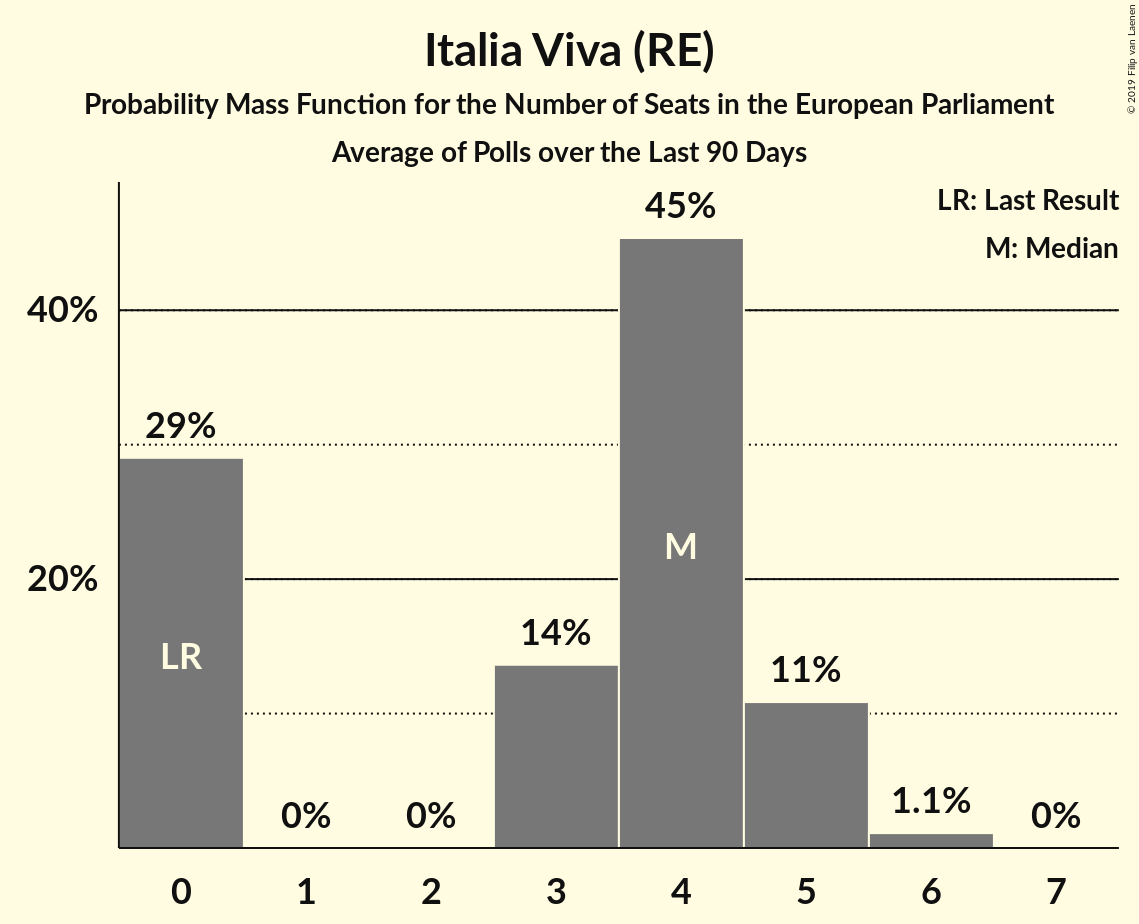 Italia Viva (RE)
Probability Mass Function for the Number of Seats in the European Parliament
Average of Polls over the Last 90 Days
© 2019 Filip van Laenen
LR: Last Result
M: Median
40%
20%
29%
0%
0%
14%
45%
11%
1.1%
0%
LR
M
0 1 2 3 4 5 6 7